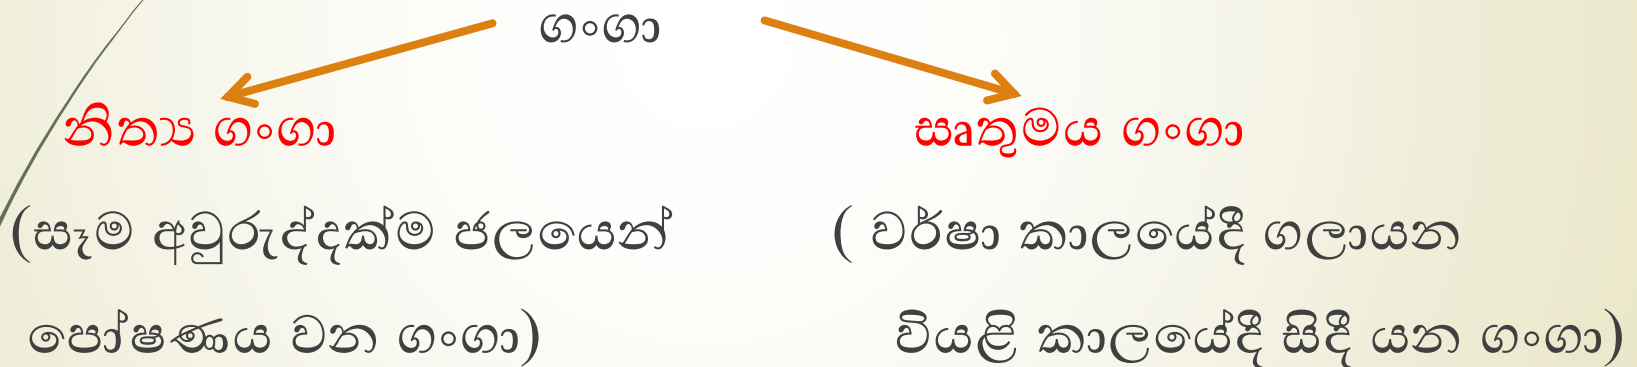 ගංගා
නිත්‍ය ගංගා
සෘතුමය ගංගා
(සෑම අවුරුද්දක්ම ජලයෙන්
පෝෂණය වන ගංගා)
( වර්ෂා කාලයේදී ගලායන
වියළි කාලයේදී සිදී යන ගංගා)